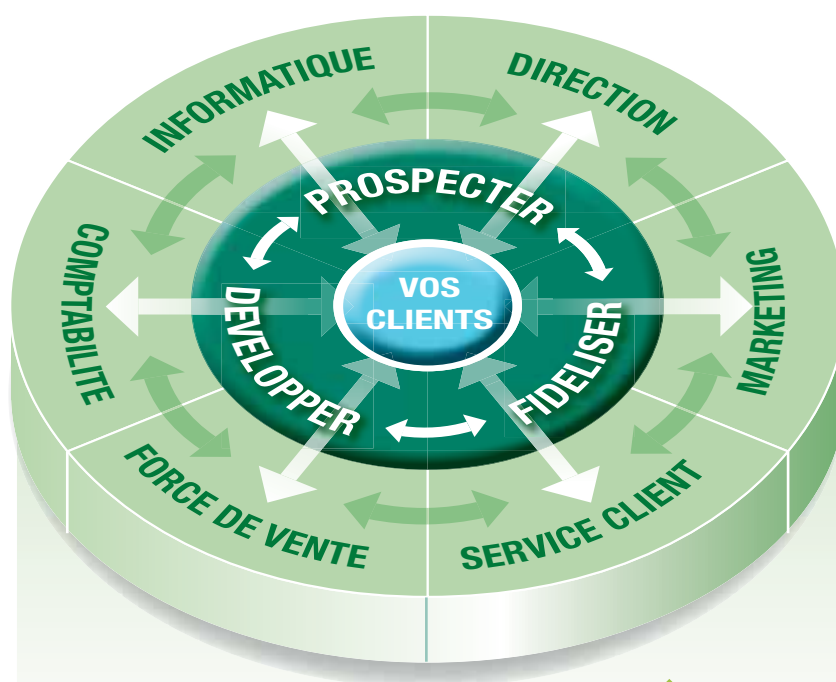 INFORMATIQUE
DIRECTION
PROSPECTER
COMPTABILITE
VOS
CLIENTS
MARKETING
DEVELOPPER
FIDELISER
FORCE DE VENTE
SERVICE CLIENT